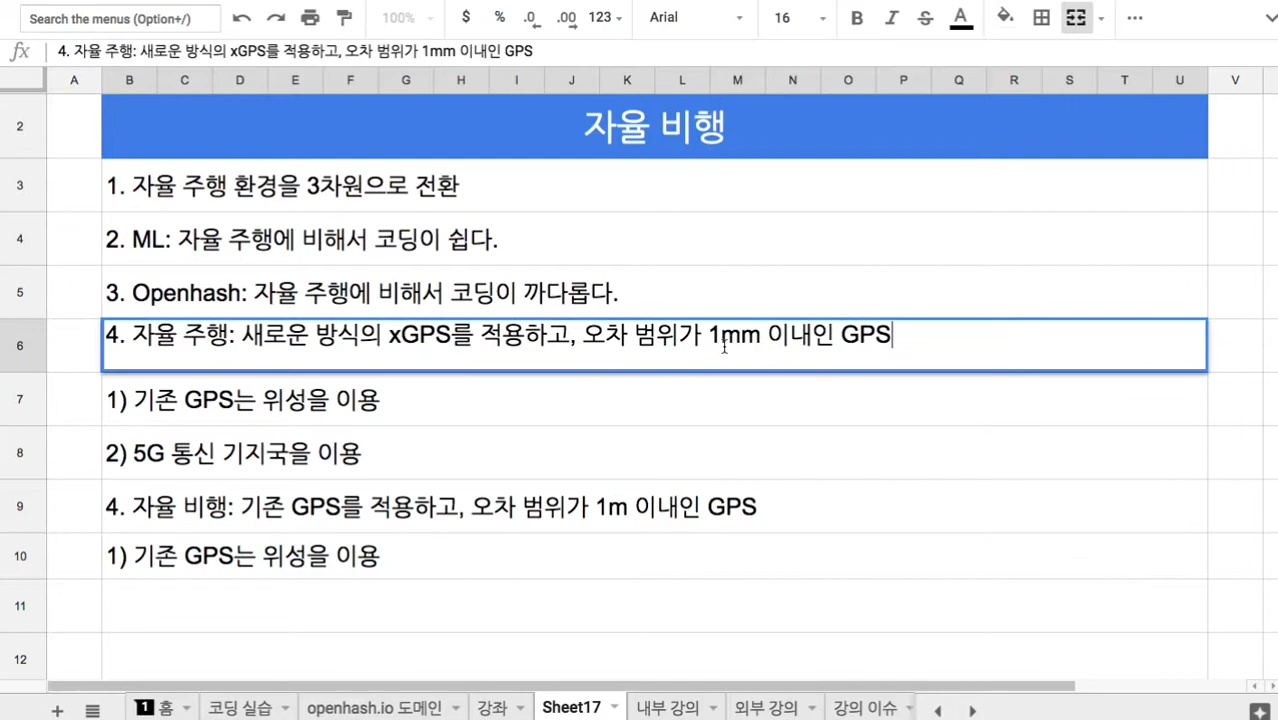 Search the menus (Option+/)
100%
$ % .0 .00 123
Arial
16
B I S A
fx 4. 자율 주행: 새로운 방식의 xGPS를 적용하고, 오차 범위가 1mm 이내인 GPS
A B C D E F G H I J K L M N O P Q R S T U V
2 자율 비행
3 1. 자율 주행 환경을 3차원으로 전환
4 2. ML: 자율 주행에 비해서 코딩이 쉽다.
5 3. Openhash: 자율 주행에 비해서 코딩이 까다롭다.
6 4. 자율 주행: 새로운 방식의 xGPS를 적용하고, 오차 범위가 1mm 이내인 GPS
7 1) 기존 GPS는 위성을 이용
8 2) 5G 통신 기지국을 이용
9 4. 자율 비행: 기존 GPS를 적용하고, 오차 범위가 1m 이내인 GPS
10 1) 기존 GPS는 위성을 이용
11
12
1 홈 코딩 실습 openhash.io 도메인 강좌 Sheet17 내부 강의 외부 강의 강의 이슈